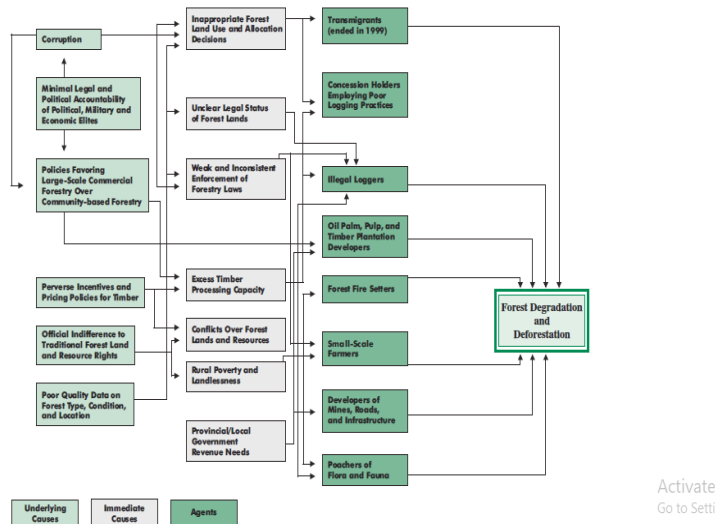 Corruption
Minimal Legal and
Political Accountability
of Political, Military and
Economic Elites
Policies Favoring
Large-Scale Commercial
Forestry Over
Community-based Forestry
Perverse Incentives and
Pricing Policies for Timber
Official Indifference to
Traditional Forest Land
and Resource Rights
Poor Quality Data on
Forest Type, Condition,
and Location
Inappropriate Forest
Land Use and Allocation
Decisions
Unclear Legal Status
of Forest Lands
Weak and Inconsistent
Enforcement of
Forestry Laws
Excess Timber
Processing Capacity
Conflicts Over Forest
Lands and Resources
Rural Poverty and
Landlessness
Provincial/Local
Government
Revenue Needs
Transmigrants
(ended in 1999)
Concession Holders
Employing Poor
Logging Practices
Illegal Loggers
Oil Palm, Pulp, and
Timber Plantation
Developers
Forest Fire Setters
Small-Scale
Farmers
Developers of
Mines, Roads,
and Infrastructure
Poachers of
Flora and Fauna
Forest Degradation
and
Deforestation
Underlying
Causes
Immediate
Causes
Agents
Activate
Go to Setti